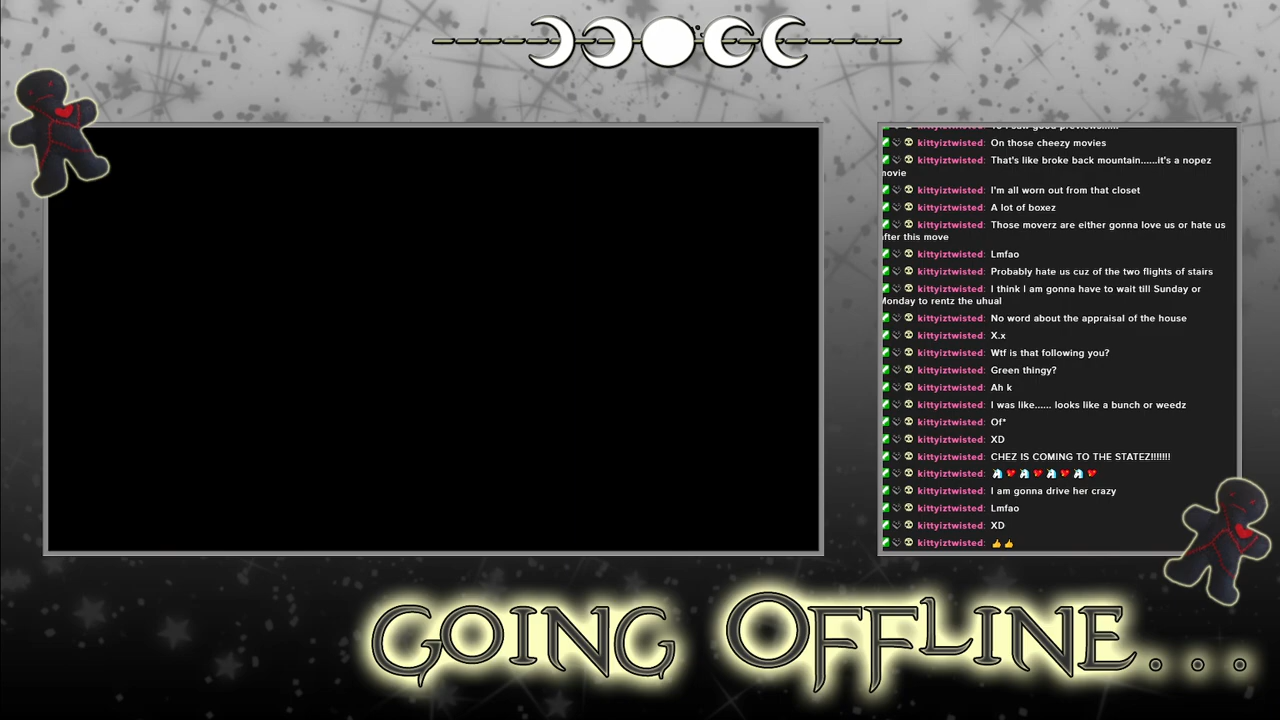 kittyiztwisted: On those cheezy movies
kittyiztwisted: That's like broke back mountain......it's a nopez
movie
kittyiztwisted: I'm all worn out from that closet
kittyiztwisted: A lot of boxez
kittyiztwisted: Those moverz are either gonna love us or hate us
after this move
kittyiztwisted: Lmfao
kittyiztwisted: Probably hate us cuz of the two flights of stairs
kittyiztwisted: I think I am gonna have to wait till Sunday or
Monday to rentz the uhual
kittyiztwisted: No word about the appraisal of the house
kittyiztwisted: X.x
kittyiztwisted: Wtf is that following you?
kittyiztwisted: Green thingy?
kittyiztwisted: Ah k
kittyiztwisted: I was like...... looks like a bunch or weedz
kittyiztwisted: Of*
kittyiztwisted: XD
kittyiztwisted: CHEZ IS COMING TO THE STATEZ!!!!!!!
kittyiztwisted: 🦄 💖 🦄 💖 🦄 💖 🦄 💖
kittyiztwisted: I am gonna drive her crazy
kittyiztwisted: Lmfao
kittyiztwisted: XD
kittyiztwisted: 👍 👍
GOING OFFLINE...